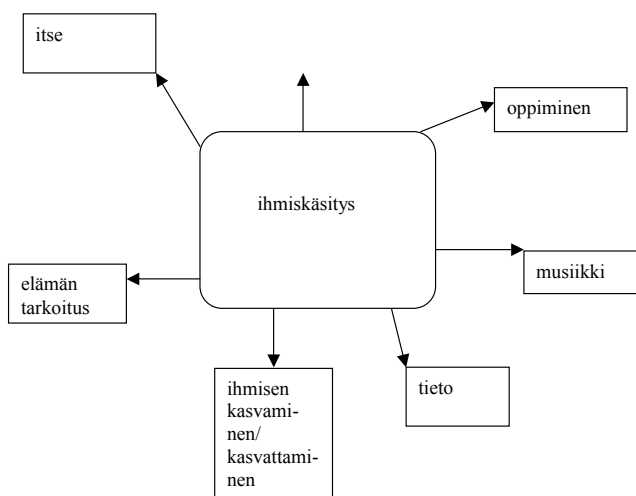 itse
oppiminen
ihmiskäsitys
musiikki
elämän
tarkoitus
ihmisen
kasvami-
nen/
kasvattami-
nen
tieto